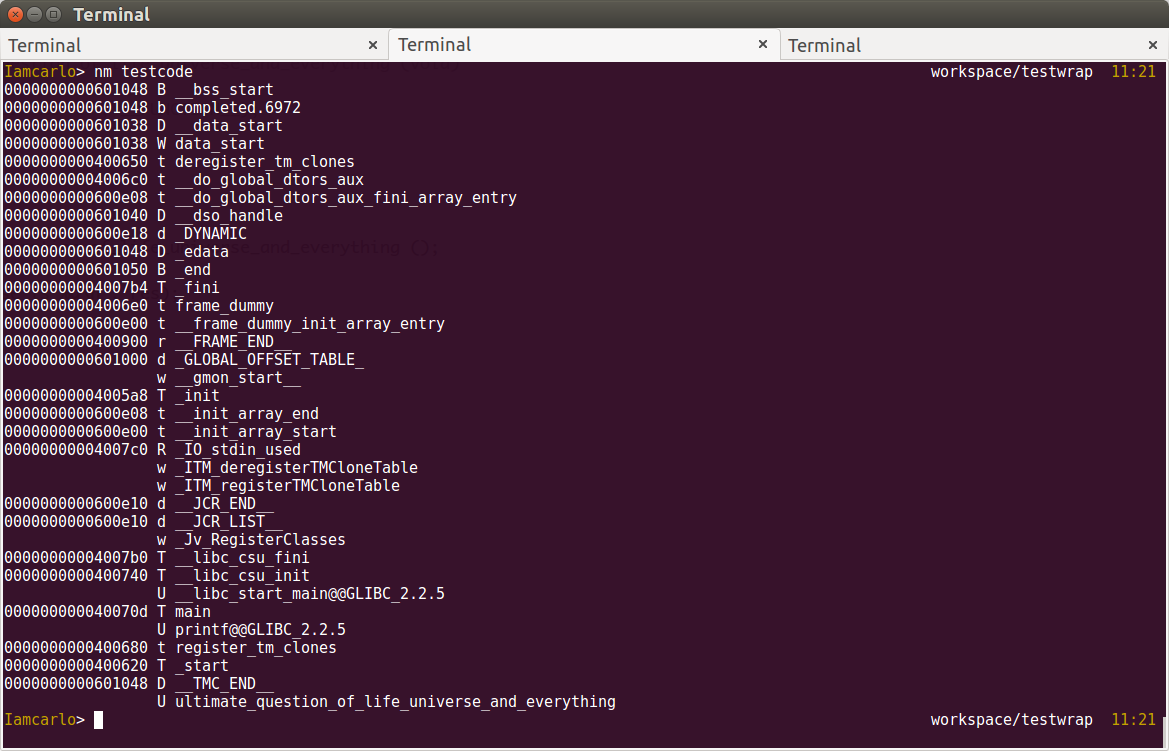 Terminal
Terminal Terminal Terminal
Iamcarlo> nm testcode workspace/testwrap 11:21
0000000000601048 B __bss_start
0000000000601048 b completed.6972
0000000000601038 D __data_start
0000000000601038 W data_start
0000000000400650 t deregister_tm_clones
00000000004006c0 t __do_global_dtors_aux
0000000000600e08 t __do_global_dtors_aux_fini_array_entry
0000000000601040 D __dso_handle
0000000000600e18 d _DYNAMIC
0000000000601048 D _edata
0000000000601050 B _end
00000000004007b4 T _fini
00000000004006e0 t frame_dummy
0000000000600e00 t __frame_dummy_init_array_entry
0000000000400900 r __FRAME_END__
0000000000601000 d _GLOBAL_OFFSET_TABLE_
w __gmon_start__
00000000004005a8 T _init
0000000000600e08 t __init_array_end
0000000000600e00 t __init_array_start
00000000004007c0 R _IO_stdin_used
w _ITM_deregisterTMCloneTable
w _ITM_registerTMCloneTable
0000000000600e10 d __JCR_END__
0000000000600e10 d __JCR_LIST__
w _Jv_RegisterClasses
00000000004007b0 T __libc_csu_fini
0000000000400740 T __libc_csu_init
U __libc_start_main@@GLIBC_2.2.5
000000000040070d T main
U printf@@GLIBC_2.2.5
0000000000400680 t register_tm_clones
0000000000400620 T _start
0000000000601048 D __TMC_END__
U ultimate_question_of_life_universe_and_everything
Iamcarlo> workspace/testwrap 11:21